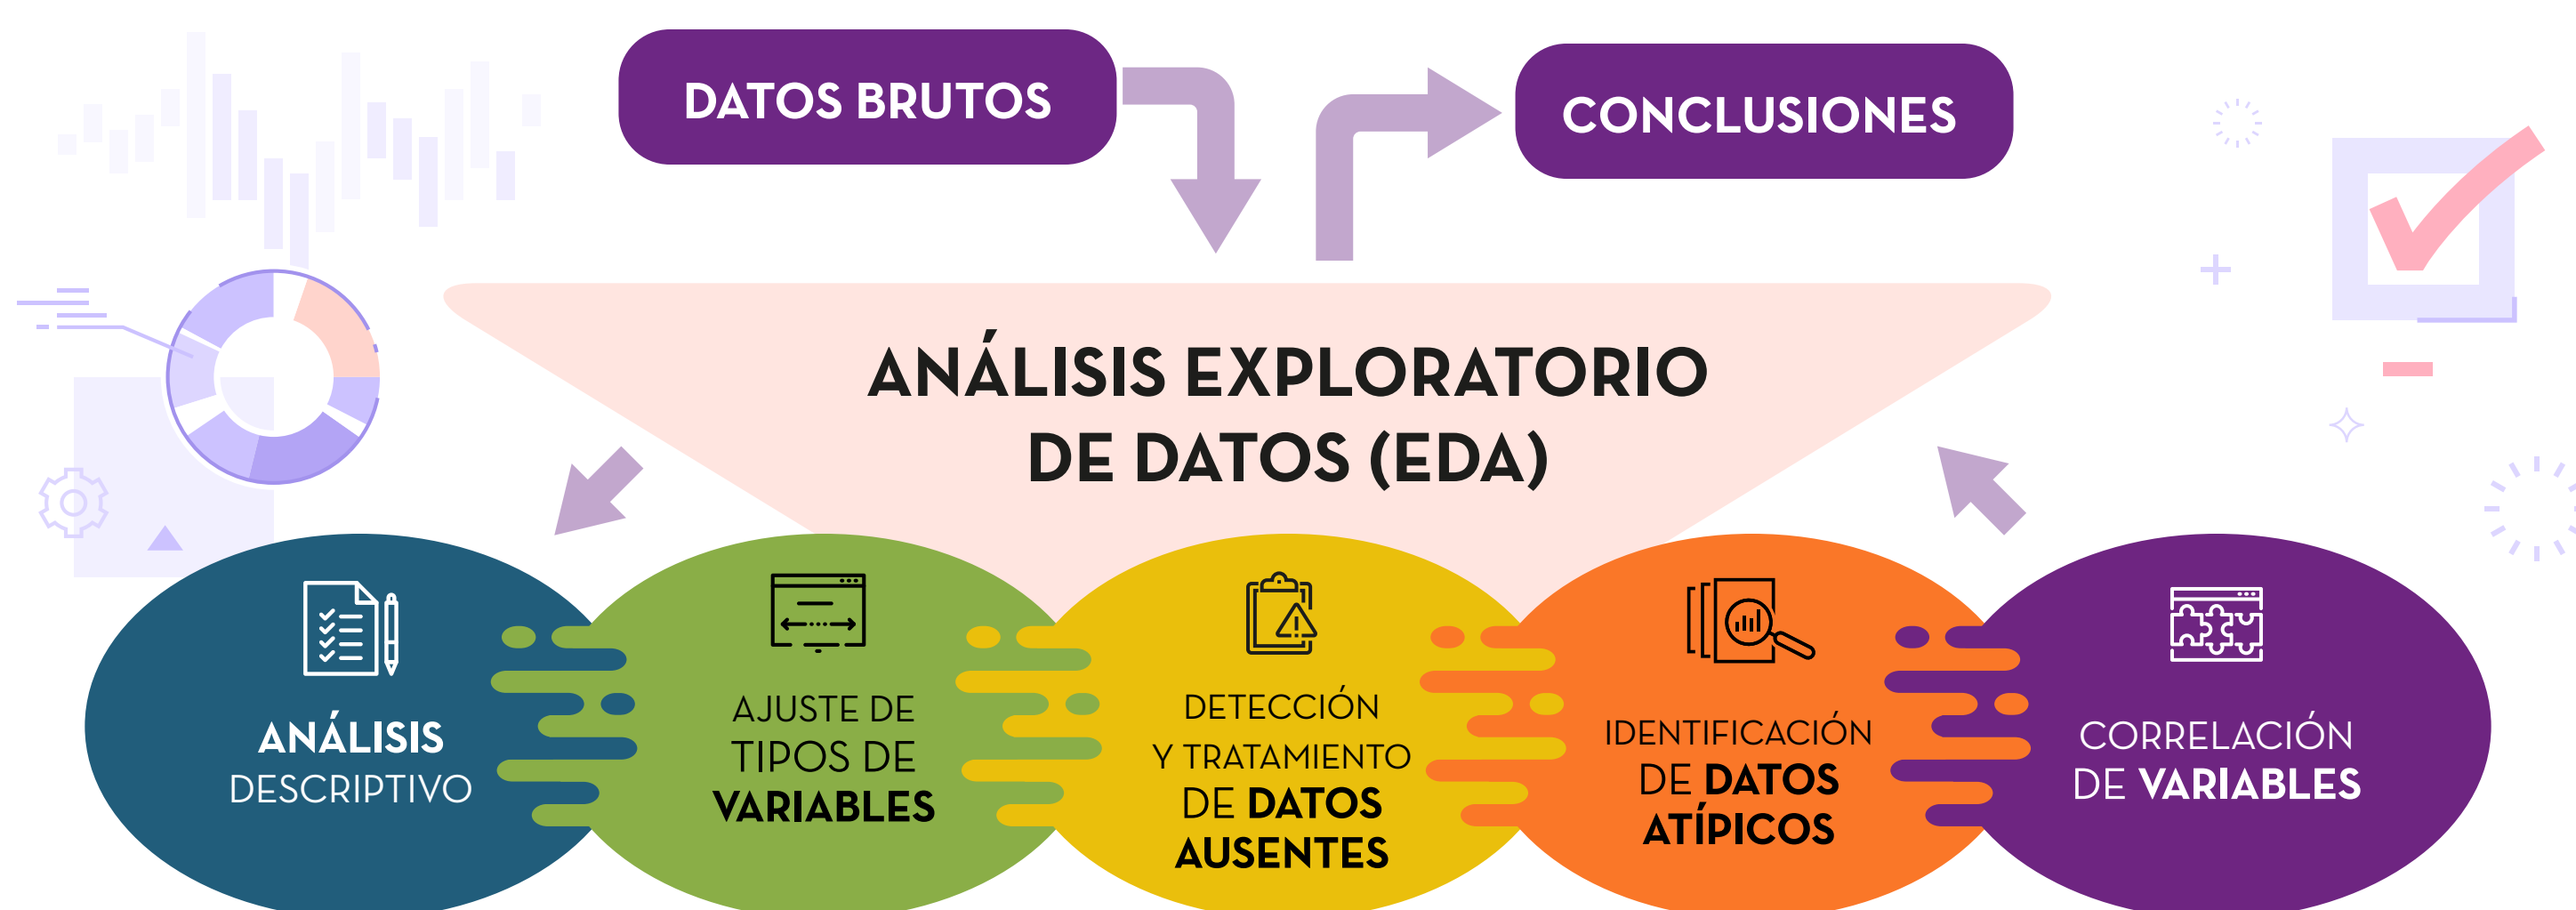 DATOS BRUTOS
CONCLUSIONES
ANÁLISIS EXPLORATORIO
DE DATOS (EDA)
ANÁLISIS
DESCRIPTIVO
AJUSTE DE
TIPOS DE
VARIABLES
DETECCIÓN
Y TRATAMIENTO
DE DATOS
AUSENTES
IDENTIFICACIÓN
DE DATOS
ATÍPICOS
CORRELACIÓN
DE VARIABLES